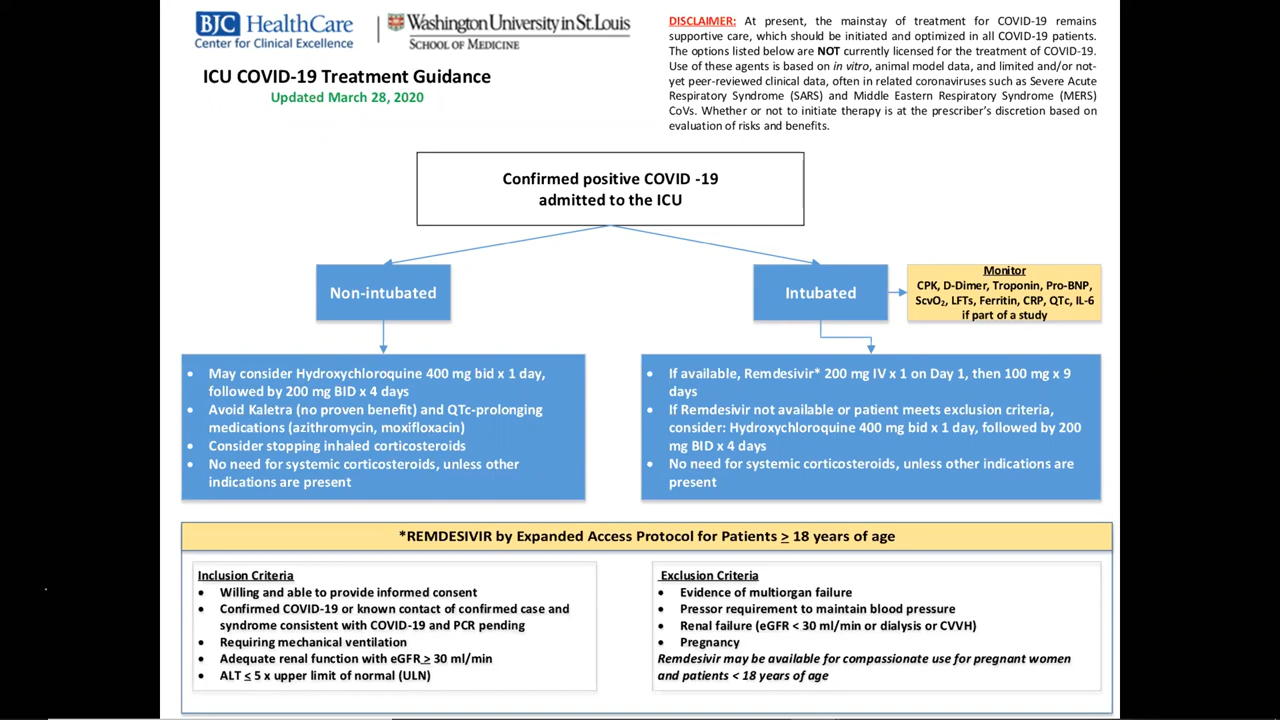 BJC HealthCare
Center for Clinical Excellence
Washington University in St.Louis
SCHOOL OF MEDICINE
ICU COVID-19 Treatment Guidance
Updated March 28, 2020
DISCLAIMER: At present, the mainstay of treatment for COVID-19 remains
supportive care, which should be initiated and optimized in all COVID-19 patients.
The options listed below are NOT currently licensed for the treatment of COVID-19.
Use of these agents is based on in vitro, animal model data, and limited and/or not-
yet peer-reviewed clinical data, often in related coronaviruses such as Severe Acute
Respiratory Syndrome (SARS) and Middle Eastern Respiratory Syndrome (MERS)
CoVs. Whether or not to initiate therapy is at the prescriber's discretion based on
evaluation of risks and benefits.
Confirmed positive COVID -19
admitted to the ICU
Non-intubated
Intubated
Monitor
CPK, D-Dimer, Troponin, Pro-BNP,
ScvO2, LFTs, Ferritin, CRP, QTc, IL-6
if part of a study
• May consider Hydroxychloroquine 400 mg bid x 1 day,
followed by 200 mg BID x 4 days
• Avoid Kaletra (no proven benefit) and QTc-prolonging
medications (azithromycin, moxifloxacin)
• Consider stopping inhaled corticosteroids
• No need for systemic corticosteroids, unless other
indications are present
• If available, Remdesivir* 200 mg IV x 1 on Day 1, then 100 mg x 9
days
• If Remdesivir not available or patient meets exclusion criteria,
consider: Hydroxychloroquine 400 mg bid x 1 day, followed by 200
mg BID x 4 days
• No need for systemic corticosteroids, unless other indications are
present
*REMDESIVIR by Expanded Access Protocol for Patients ≥ 18 years of age
Inclusion Criteria
• Willing and able to provide informed consent
• Confirmed COVID-19 or known contact of confirmed case and
syndrome consistent with COVID-19 and PCR pending
• Requiring mechanical ventilation
• Adequate renal function with eGFR ≥ 30 ml/min
• ALT ≤ 5 x upper limit of normal (ULN)
Exclusion Criteria
• Evidence of multiorgan failure
• Pressor requirement to maintain blood pressure
• Renal failure (eGFR < 30 ml/min or dialysis or CVVH)
• Pregnancy
Remdesivir may be available for compassionate use for pregnant women
and patients < 18 years of age